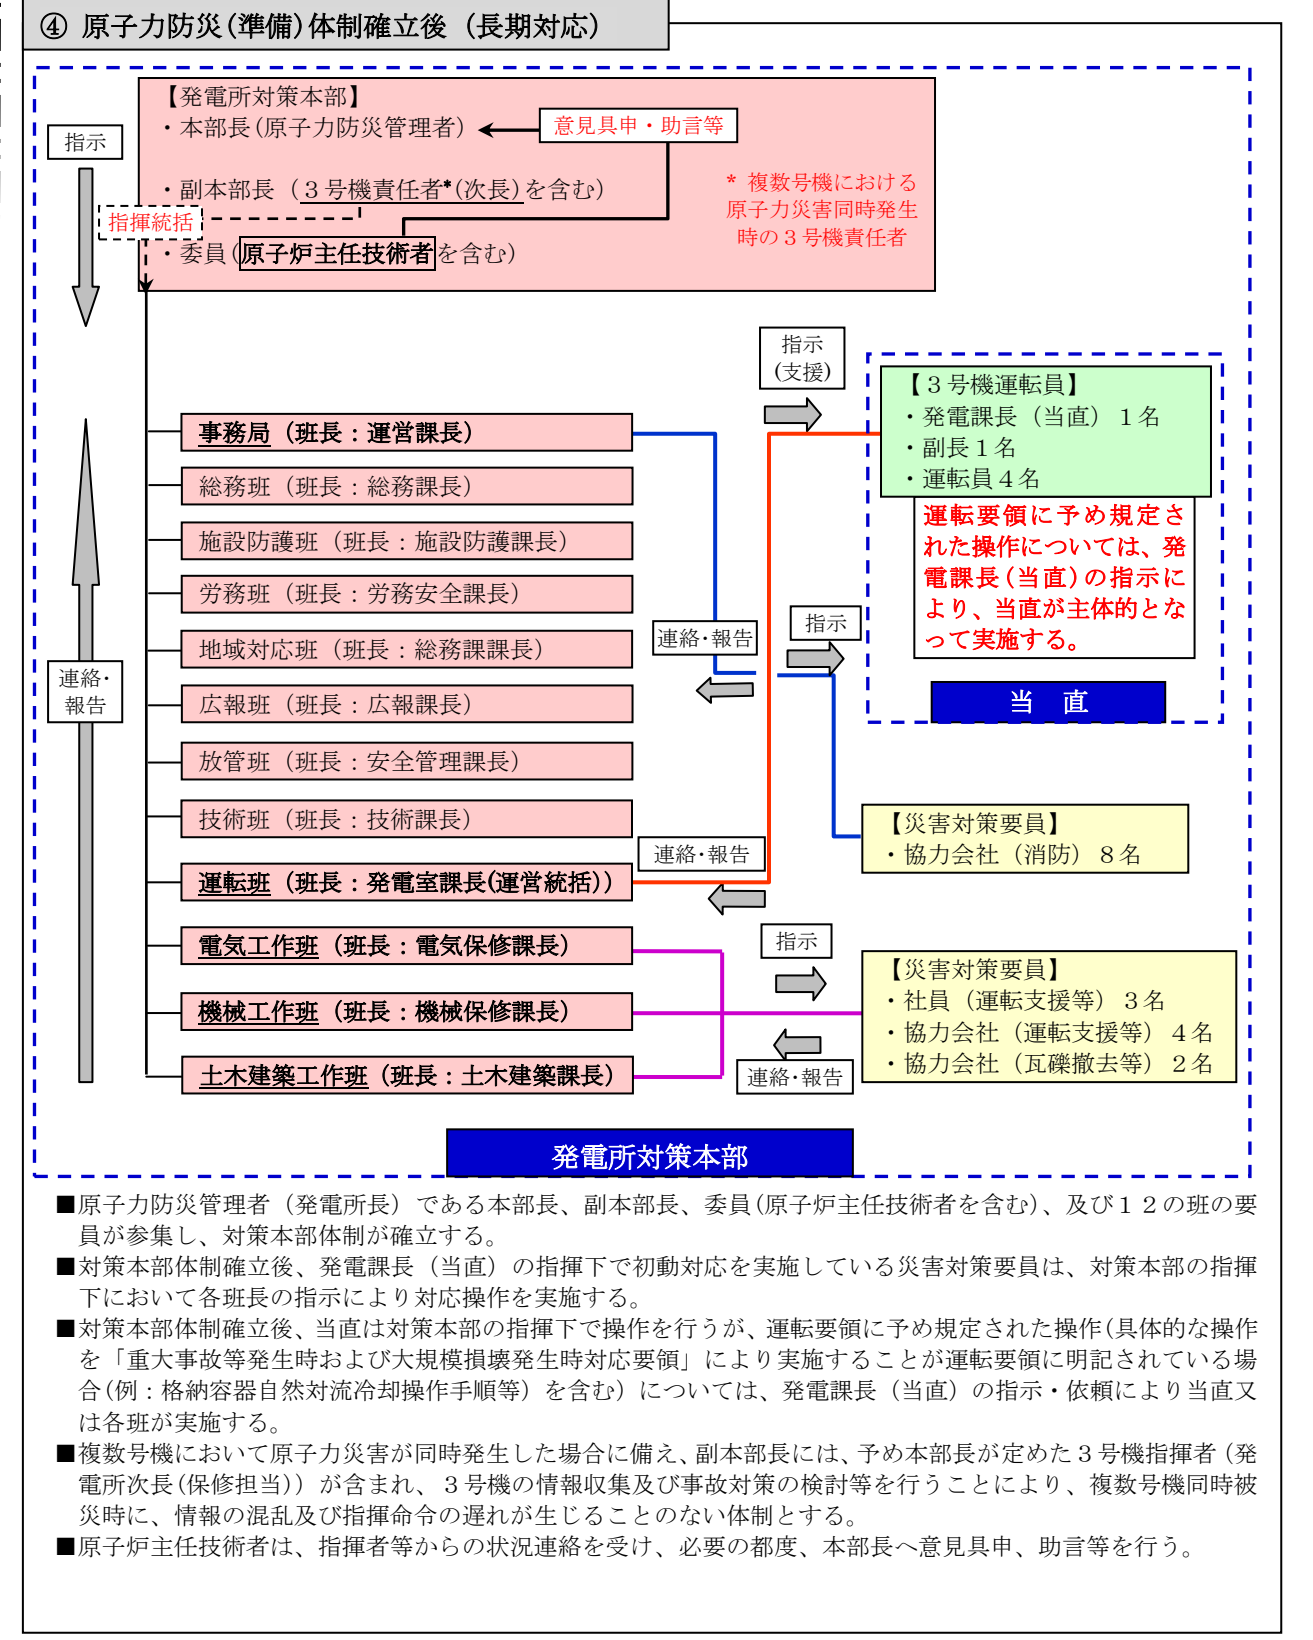 ④ 原子力防災(準備)体制確立後（長期対応）
【発電所対策本部】
・本部長(原子力防災管理者)
意見具申・助言等
指示
・副本部長（３号機責任者*(次長)を含む）
* 複数号機における
原子力災害同時発生
時の３号機責任者
指揮統括
・委員(原子炉主任技術者を含む)
指示
(支援)
【３号機運転員】
・発電課長（当直）１名
・副長１名
・運転員４名
運転要領に予め規定さ
れた操作については、発
電課長(当直)の指示に
より、当直が主体的とな
って実施する。
当　直
事務局（班長：運営課長）
総務班（班長：総務課長）
施設防護班（班長：施設防護課長）
労務班（班長：労務安全課長）
地域対応班（班長：総務課課長）
広報班（班長：広報課長）
放管班（班長：安全管理課長）
技術班（班長：技術課長）
運転班（班長：発電室課長(運営統括)）
電気工作班（班長：電気保修課長）
機械工作班（班長：機械保修課長）
土木建築工作班（班長：土木建築課長）
連絡･
報告
連絡･報告
指示
連絡･報告
【災害対策要員】
・協力会社（消防）８名
指示
連絡･報告
【災害対策要員】
・社員（運転支援等）３名
・協力会社（運転支援等）４名
・協力会社（瓦礫撤去等）２名
発電所対策本部
■原子力防災管理者（発電所長）である本部長、副本部長、委員(原子炉主任技術者を含む)、及び１２の班の要
員が参集し、対策本部体制が確立する。
■対策本部体制確立後、発電課長（当直）の指揮下で初動対応を実施している災害対策要員は、対策本部の指揮
下において各班長の指示により対応操作を実施する。
■対策本部体制確立後、当直は対策本部の指揮下で操作を行うが、運転要領に予め規定された操作(具体的な操作
を「重大事故等発生時および大規模損壊発生時対応要領」により実施することが運転要領に明記されている場
合(例：格納容器自然対流冷却操作手順等）を含む）については、発電課長（当直）の指示・依頼により当直又
は各班が実施する。
■複数号機において原子力災害が同時発生した場合に備え、副本部長には、予め本部長が定めた３号機指揮者（発
電所次長(保修担当)）が含まれ、３号機の情報収集及び事故対策の検討等を行うことにより、複数号機同時被
災時に、情報の混乱及び指揮命令の遅れが生じることのない体制とする。
■原子炉主任技術者は、指揮者等からの状況連絡を受け、必要の都度、本部長へ意見具申、助言等を行う。